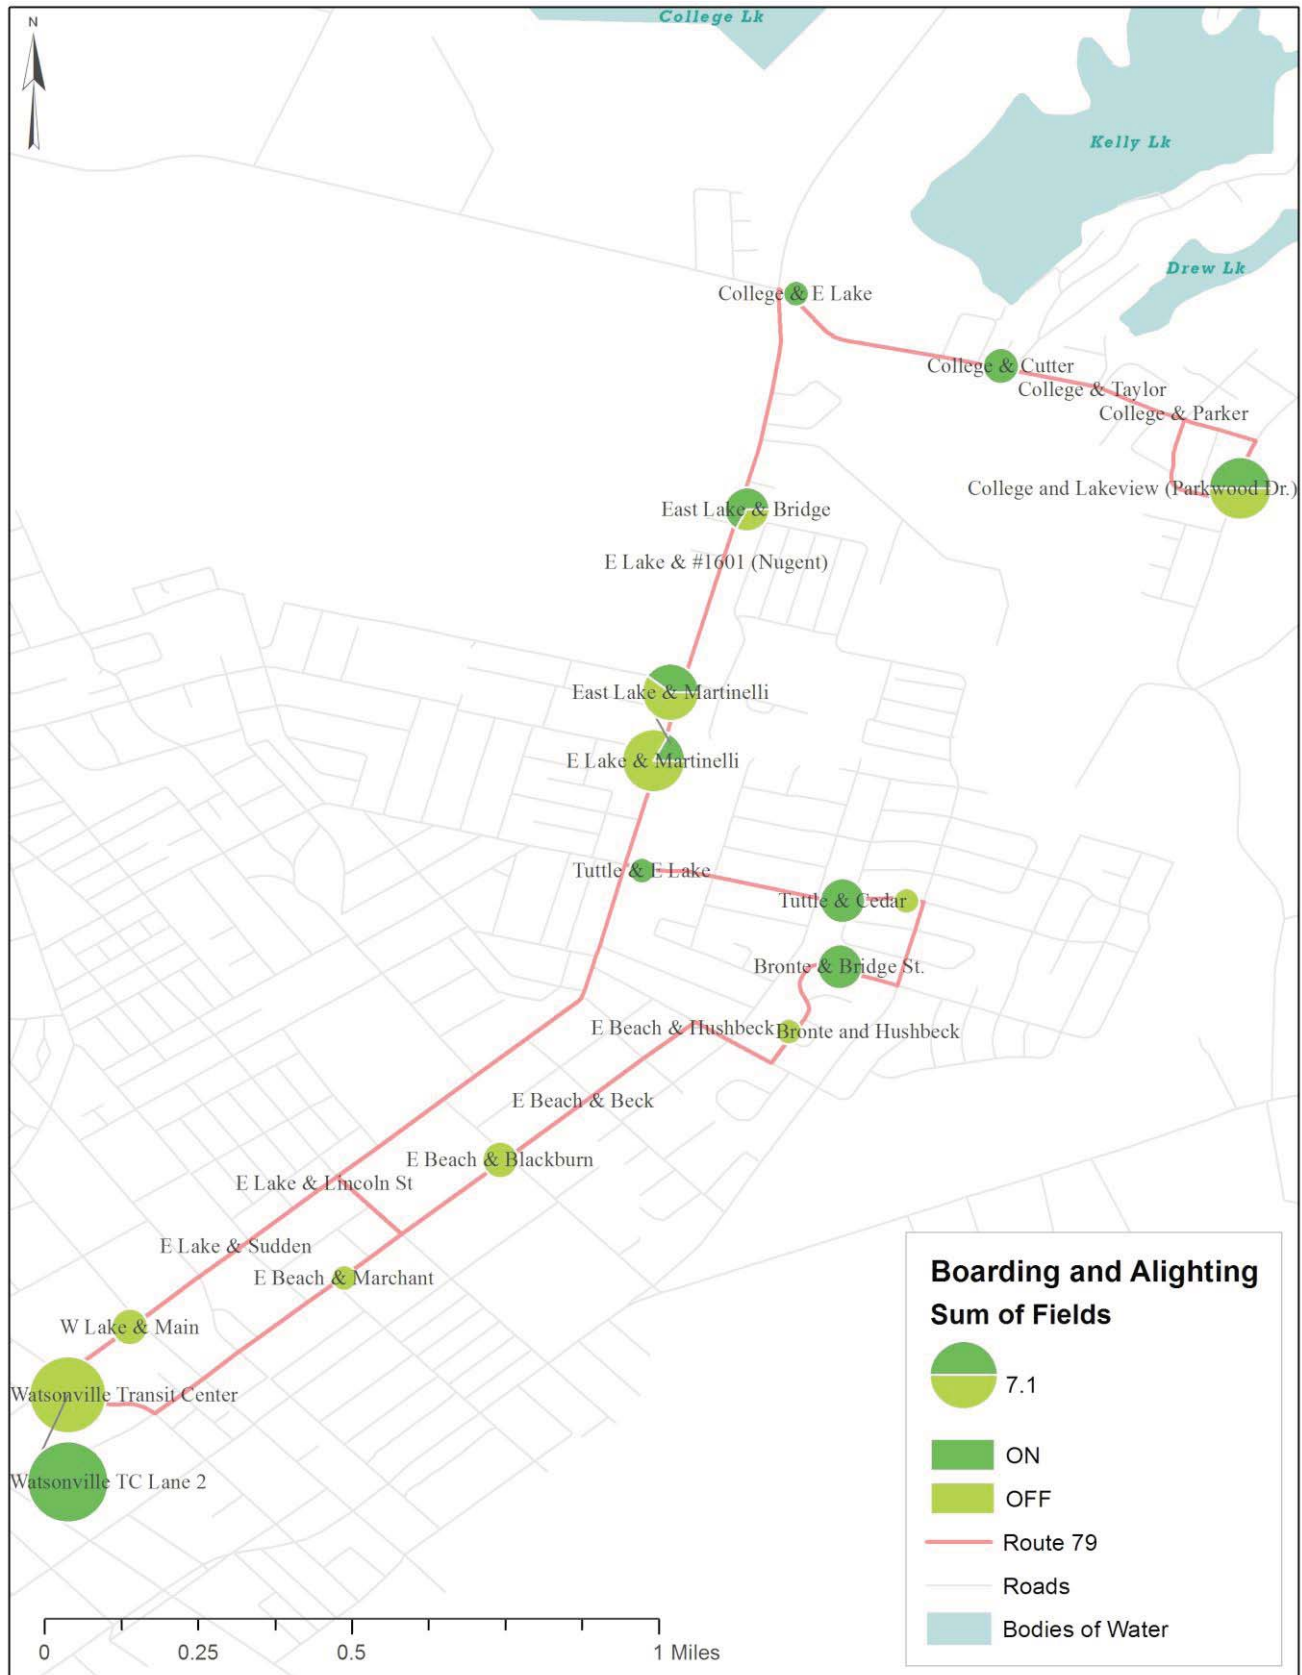 College Lk
N
Kelly Lk
Drew Lk
College & E Lake
College & Cutter
College & Taylor
College & Parker
College and Lakeview (Parkwood Dr.)
East Lake & Bridge
E Lake & #1601 (Nugent)
East Lake & Martinelli
E Lake & Martinelli
Tuttle & E Lake
Tuttle & Cedar
Bronte & Bridge St.
E Beach & Hushbeck
Bronte and Hushbeck
E Beach & Beck
E Beach & Blackburn
E Lake & Lincoln St
E Lake & Sudden
E Beach & Marchant
W Lake & Main
Watsonville Transit Center
Watsonville TC Lane 2
Boarding and Alighting
Sum of Fields
7.1
ON
OFF
Route 79
Roads
Bodies of Water
0 0.25 0.5 1 Miles